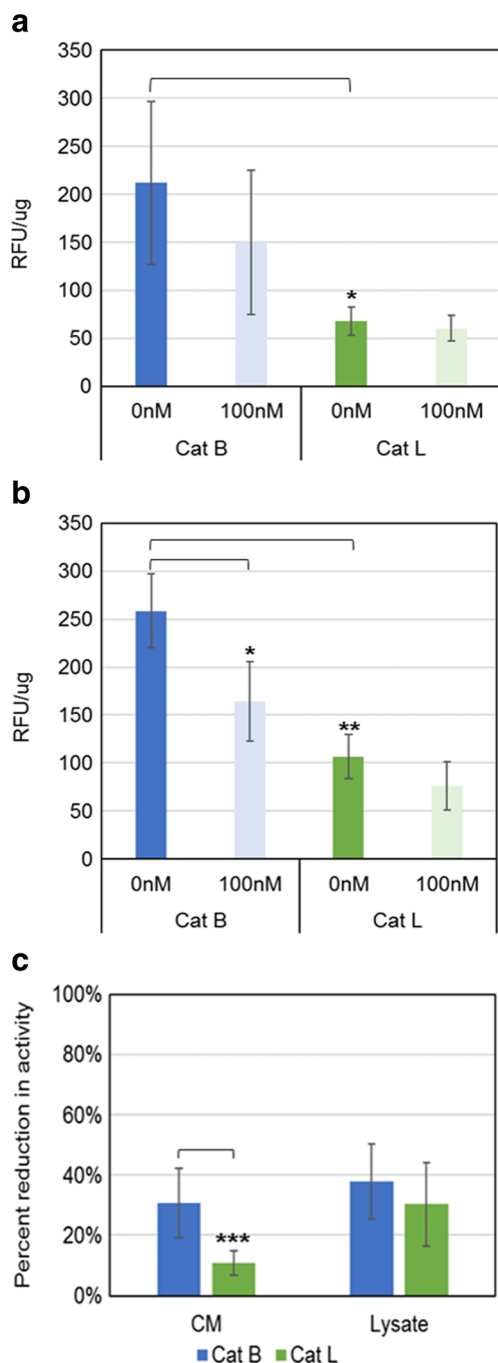 a
350
300
250
200
150
100
50
0
RFU/ug
*
0nM 100nM 0nM 100nM
Cat B Cat L
b
350
300
250
200
150
100
50
0
RFU/ug
*
**
0nM 100nM 0nM 100nM
Cat B Cat L
c
100%
80%
60%
40%
20%
0%
Percent reduction in activity
***
CM Lysate
Cat B Cat L